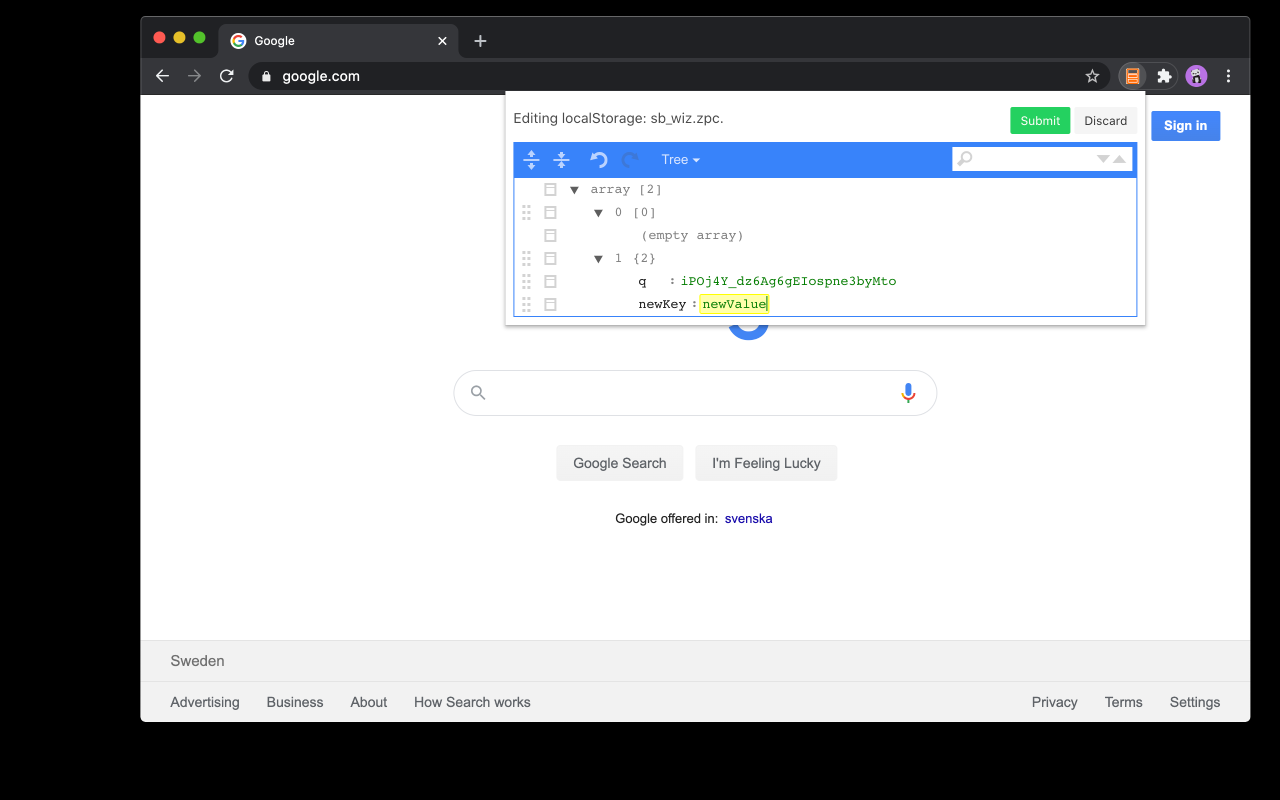 Google
google.com
Editing localStorage: sb_wiz.zpc.
Submit
Discard
Sign in
Tree
array [2]
0 [0]
(empty array)
1 {2}
q : iPOj4Y_dz6Ag6gEIospne3byMto
newKey : newValue
Google Search
I'm Feeling Lucky
Google offered in: svenska
Sweden
Advertising
Business
About
How Search works
Privacy
Terms
Settings